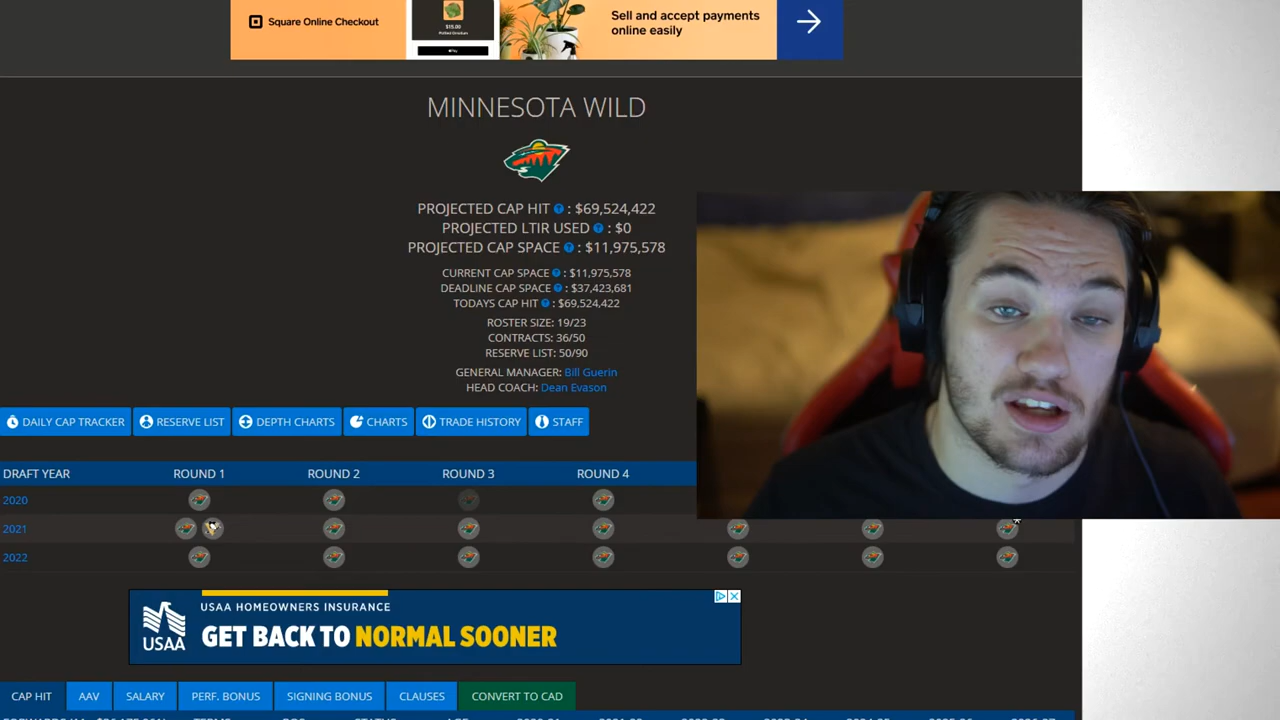 Square Online Checkout
$15.00
Sell and accept payments
online easily
MINNESOTA WILD
PROJECTED CAP HIT ? : $69,524,422
PROJECTED LTIR USED ? : $0
PROJECTED CAP SPACE ? : $11,975,578
CURRENT CAP SPACE ? : $11,975,578
DEADLINE CAP SPACE ? : $37,423,681
TODAYS CAP HIT ? : $69,524,422
ROSTER SIZE: 19/23
CONTRACTS: 36/50
RESERVE LIST: 50/90
GENERAL MANAGER: Bill Guerin
HEAD COACH: Dean Evason
DAILY CAP TRACKER RESERVE LIST DEPTH CHARTS CHARTS TRADE HISTORY STAFF
DRAFT YEAR ROUND 1 ROUND 2 ROUND 3 ROUND 4
2020
2021
2022
USAA HOMEOWNERS INSURANCE
USAA GET BACK TO NORMAL SOONER
CAP HIT AAV SALARY PERF. BONUS SIGNING BONUS CLAUSES CONVERT TO CAD